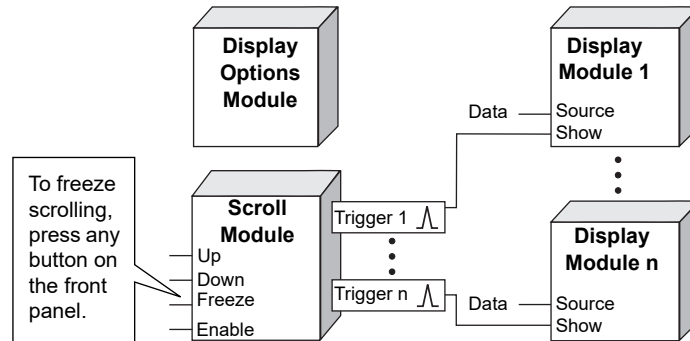 Display
Options
Module
Display
Module 1
Data
Source
Show
To freeze
scrolling,
press any
button on
the front
panel.
Scroll
Module
Up
Down
Freeze
Enable
Trigger 1
Trigger n
Display
Module n
Data
Source
Show